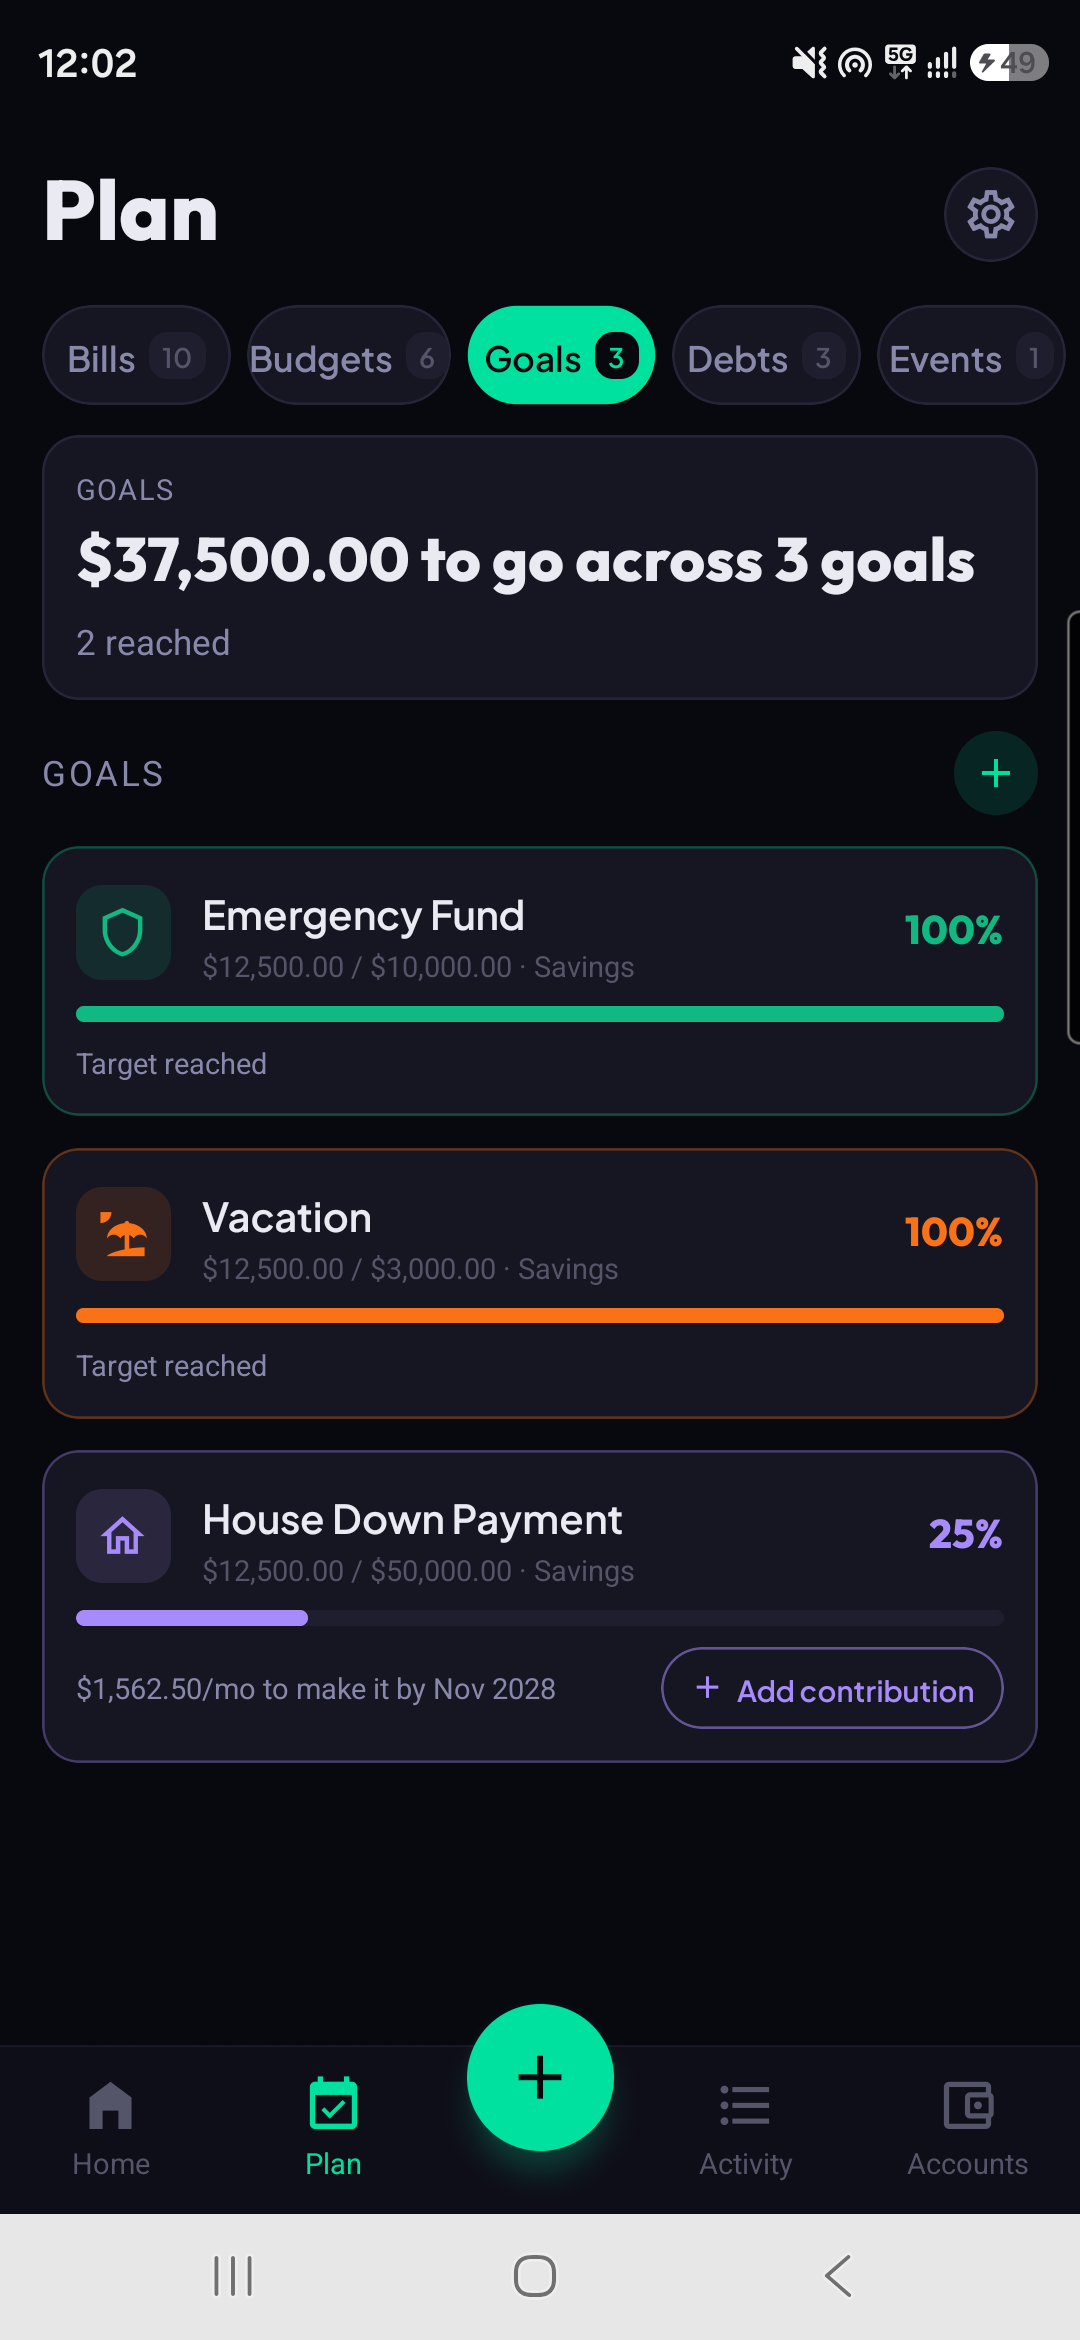 12:02
5G
49
Plan
Bills 10
Budgets 6
Goals 3
Debts 3
Events 1
GOALS
$37,500.00 to go across 3 goals
2 reached
GOALS
Emergency Fund
100%
$12,500.00 / $10,000.00 · Savings
Target reached
Vacation
100%
$12,500.00 / $3,000.00 · Savings
Target reached
House Down Payment
25%
$12,500.00 / $50,000.00 · Savings
$1,562.50/mo to make it by Nov 2028
+ Add contribution
Home
Plan
Activity
Accounts